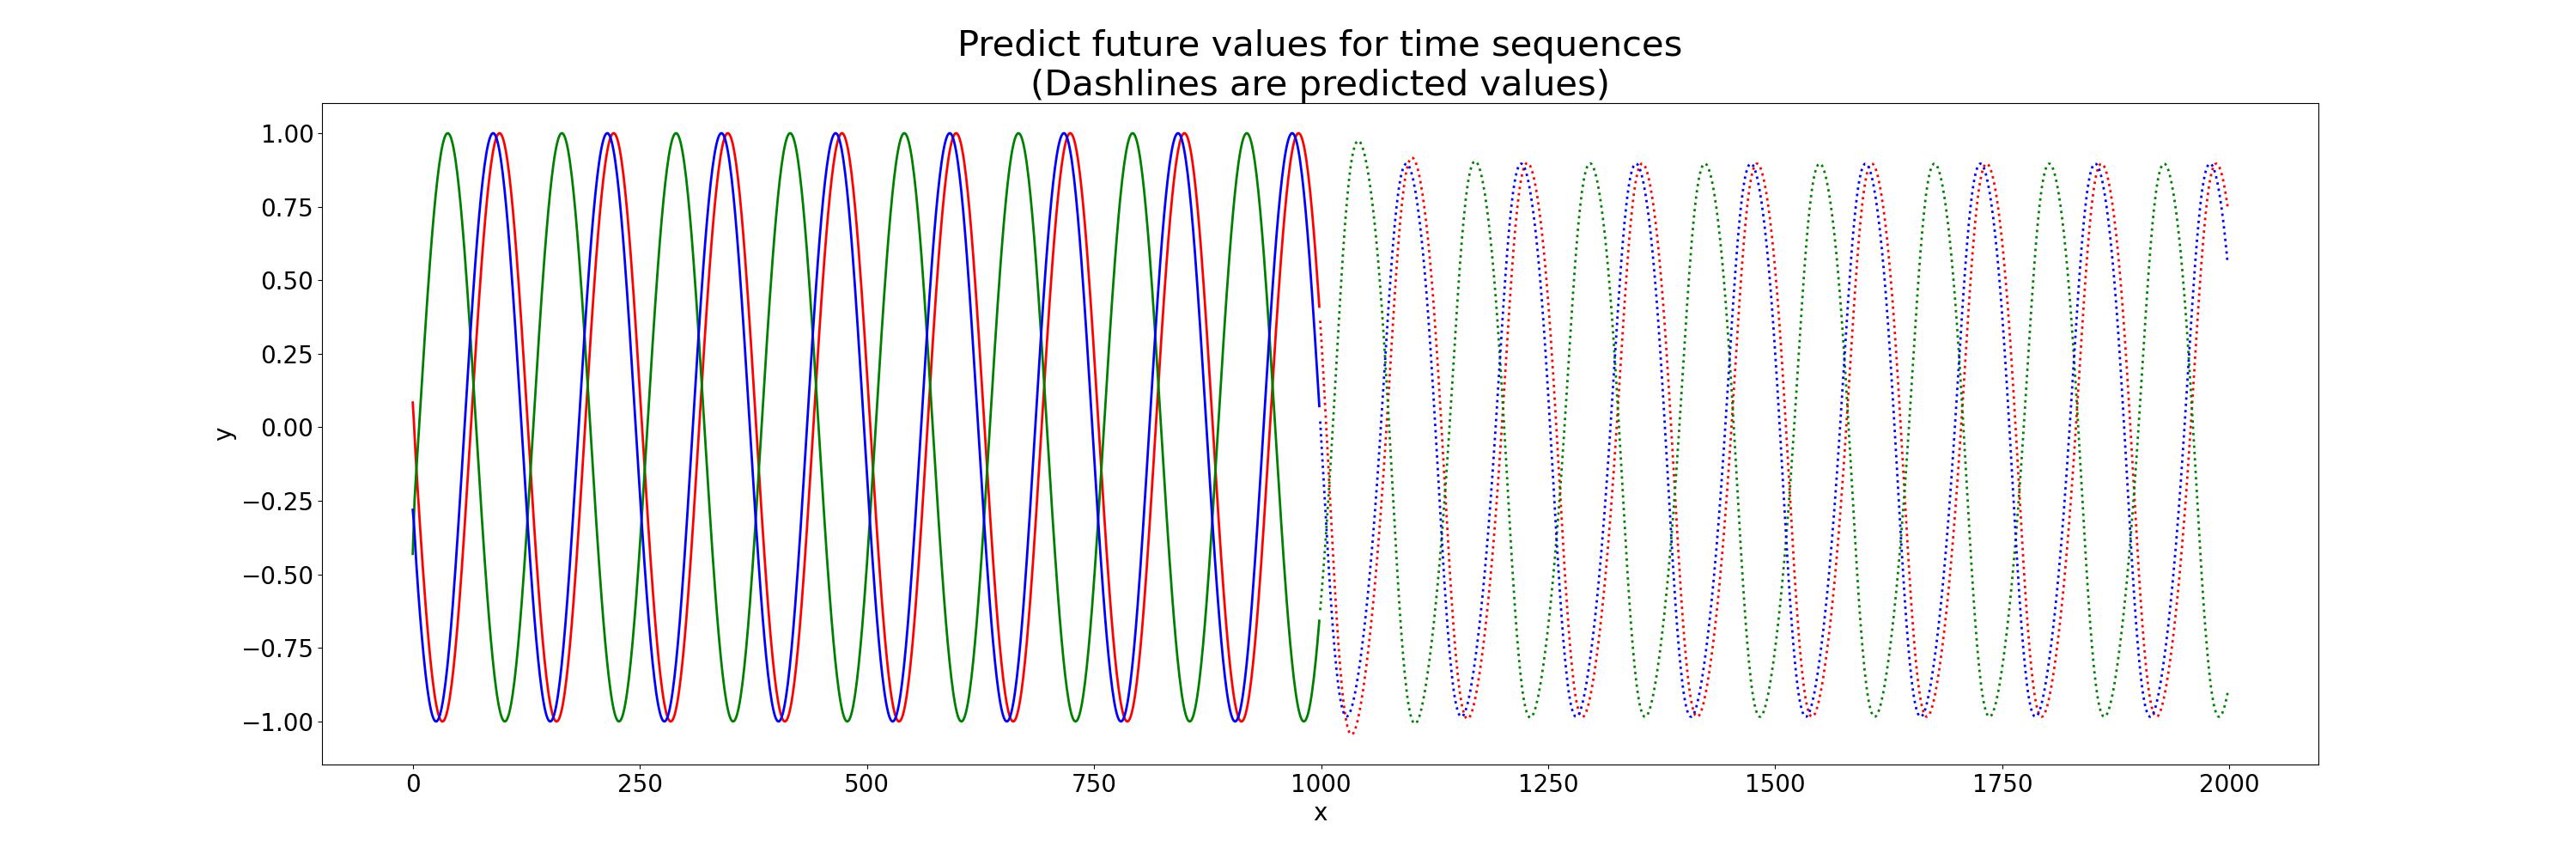 Predict future values for time sequences
(Dashlines are predicted values)
1.00
0.75
0.50
0.25
0.00
−0.25
−0.50
−0.75
−1.00
y
0 250 500 750 1000 1250 1500 1750 2000
x